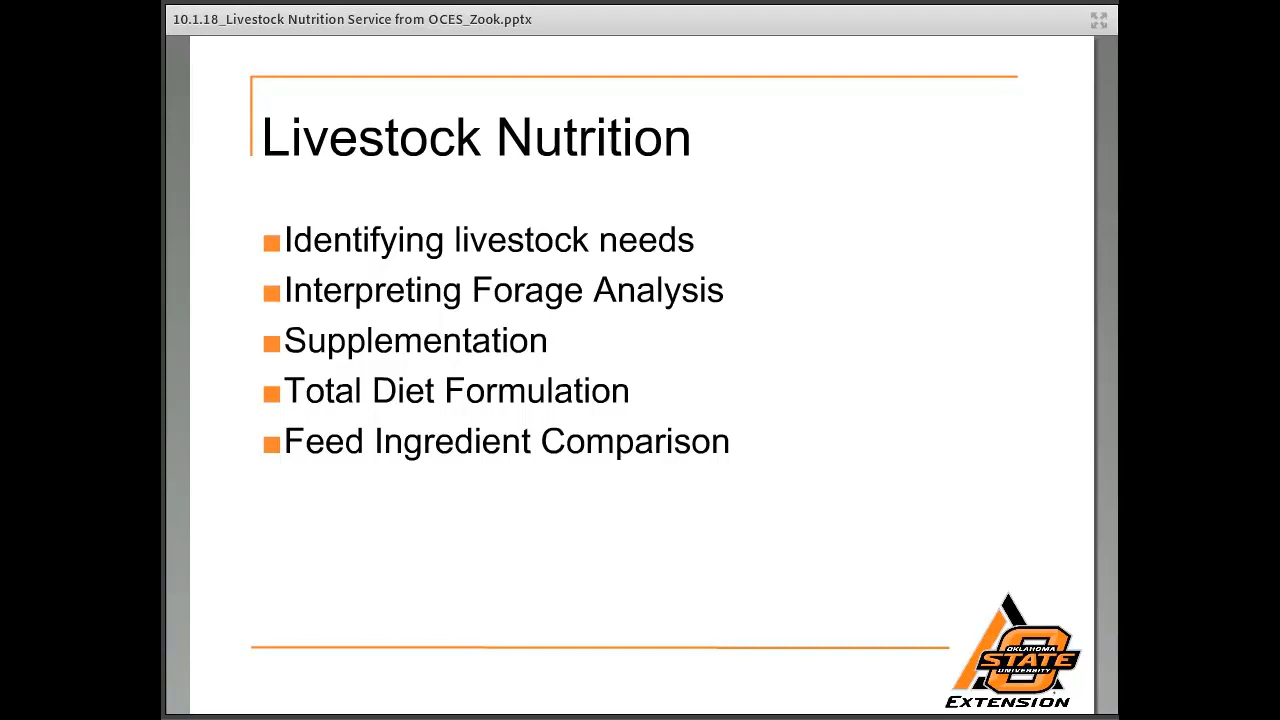 10.1.18_Livestock Nutrition Service from OCES_Zook.pptx
Livestock Nutrition
Identifying livestock needs
Interpreting Forage Analysis
Supplementation
Total Diet Formulation
Feed Ingredient Comparison
OKLAHOMA
STATE
UNIVERSITY
EXTENSION